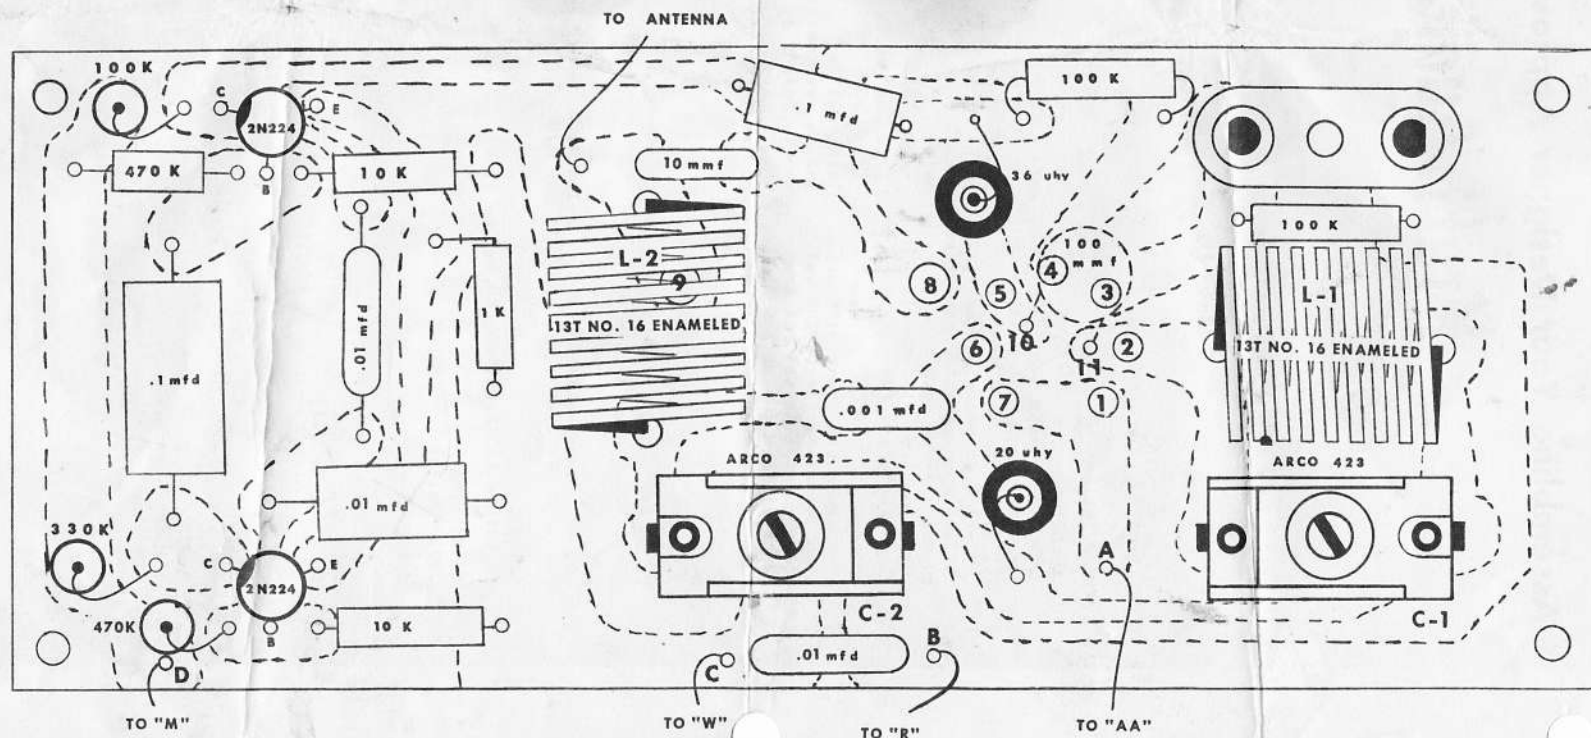 TO ANTENNA
100K
C
2N224
E
B
470 K
10 K
10 mmf
.1 mfd
100 K
36 uhy
100 K
L-2
9
13T NO. 16 ENAMELED
1 K
.01 mfd
.1 mfd
8
5
4
100
mmf
3
6
10
11
2
7
1
L-1
13T NO. 16 ENAMELED
.001 mfd
ARCO 423
20 uhy
ARCO 423
.01 mfd
330K
C
2N224
E
B
470K
10 K
D
C-2
.01 mfd
C
B
A
C-1
TO "M"
TO "W"
TO "R"
TO "AA"